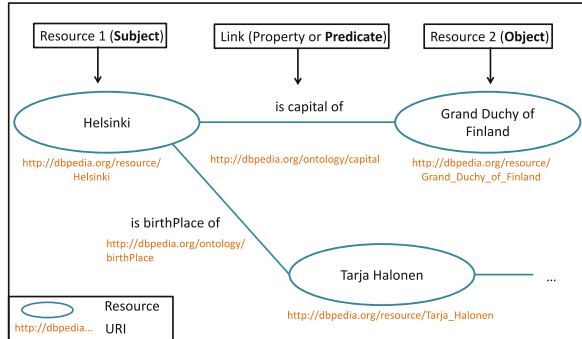 Resource 1 (Subject)
Link (Property or Predicate)
Resource 2 (Object)
is capital of
Helsinki
Grand Duchy of
Finland
http://dbpedia.org/resource/
Helsinki
http://dbpedia.org/ontology/capital
http://dbpedia.org/resource/
Grand_Duchy_of_Finland
is birthPlace of
http://dbpedia.org/ontology/
birthPlace
Tarja Halonen
...
http://dbpedia.org/resource/Tarja_Halonen
Resource
http://dbpedia...
URI